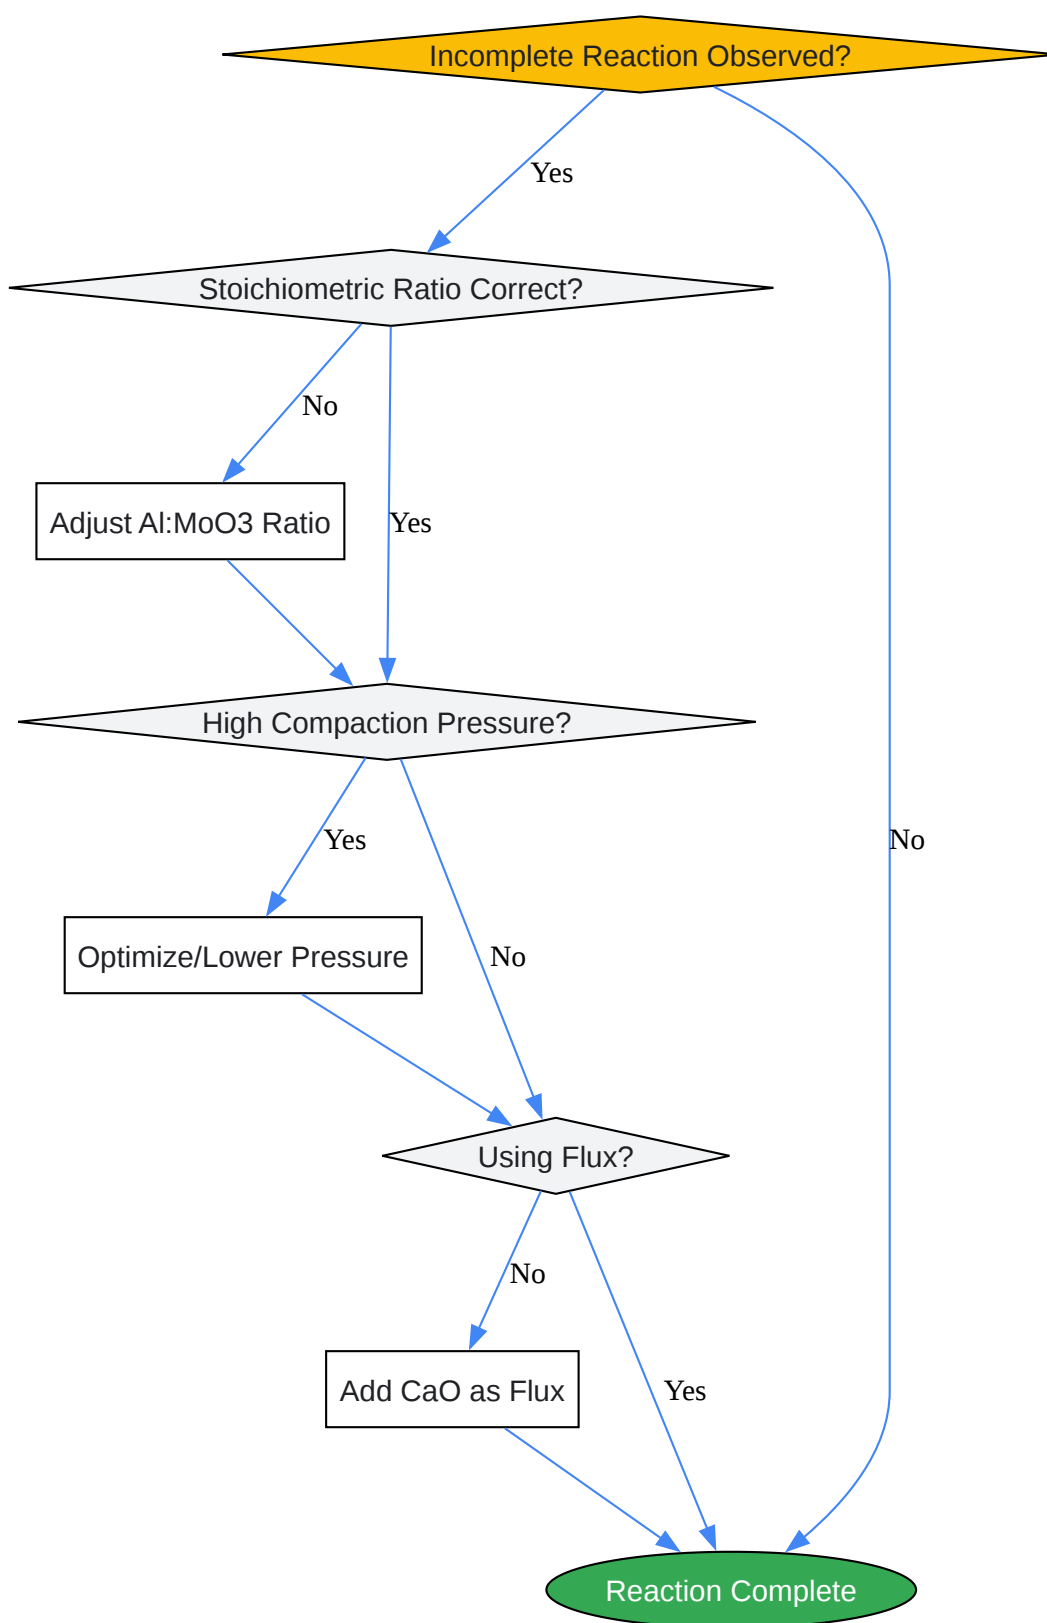 Incomplete Reaction Observed?
Yes
Stoichiometric Ratio Correct?
No
Adjust Al:MoO3 Ratio
Yes
High Compaction Pressure?
Yes
No
Optimize/Lower Pressure
No
Using Flux?
No
Add CaO as Flux
Yes
Reaction Complete